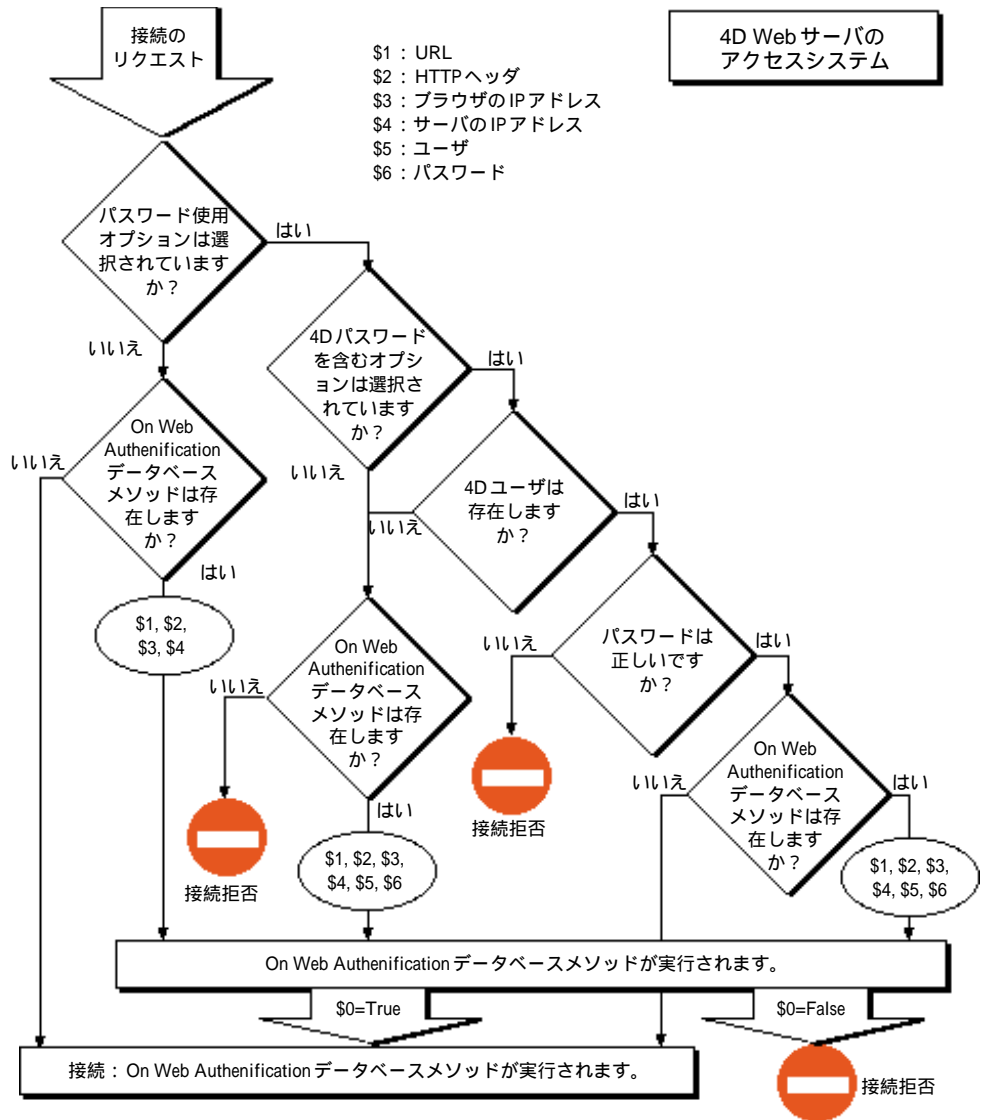 接続の
リクエスト
4D Web サーバの
アクセスシステム
$1 : URL
$2 : HTTPヘッダ
$3 : ブラウザのIPアドレス
$4 : サーバのIPアドレス
$5 : ユーザ
$6 : パスワード
パスワード使用
オプションは選
択されています
か？
はい
いいえ
4Dパスワード
を含むオプシ
ョンは選択さ
れています
か？
はい
いいえ
On Web
Authenification
データベース
メソッドは存
在します
か？
いいえ
はい
4Dユーザは
存在します
か？
はい
いいえ
$1, $2,
$3, $4
On Web
Authenification
データベース
メソッドは存
在します
か？
いいえ
はい
パスワードは
正しいです
か？
いいえ
はい
On Web
Authenification
データベース
メソッドは存
在します
か？
いいえ
はい
接続拒否
接続拒否
$1, $2, $3,
$4, $5, $6
$1, $2, $3,
$4, $5, $6
On Web Authenificationデータベースメソッドが実行されます。
$0=True
$0=False
接続：On Web Authenificationデータベースメソッドが実行されます。
接続拒否